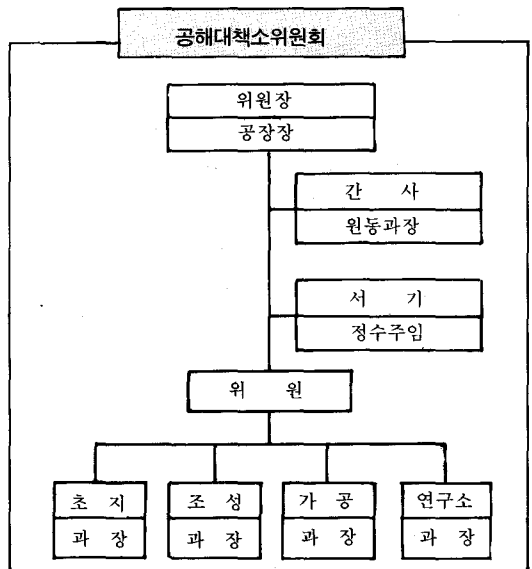 공해대책소위원회
위원장
공장장
간 사
원동과장
서 기
정수주임
위 원
초 지 조 성 가 공 연구소
과 장 과 장 과 장 과 장